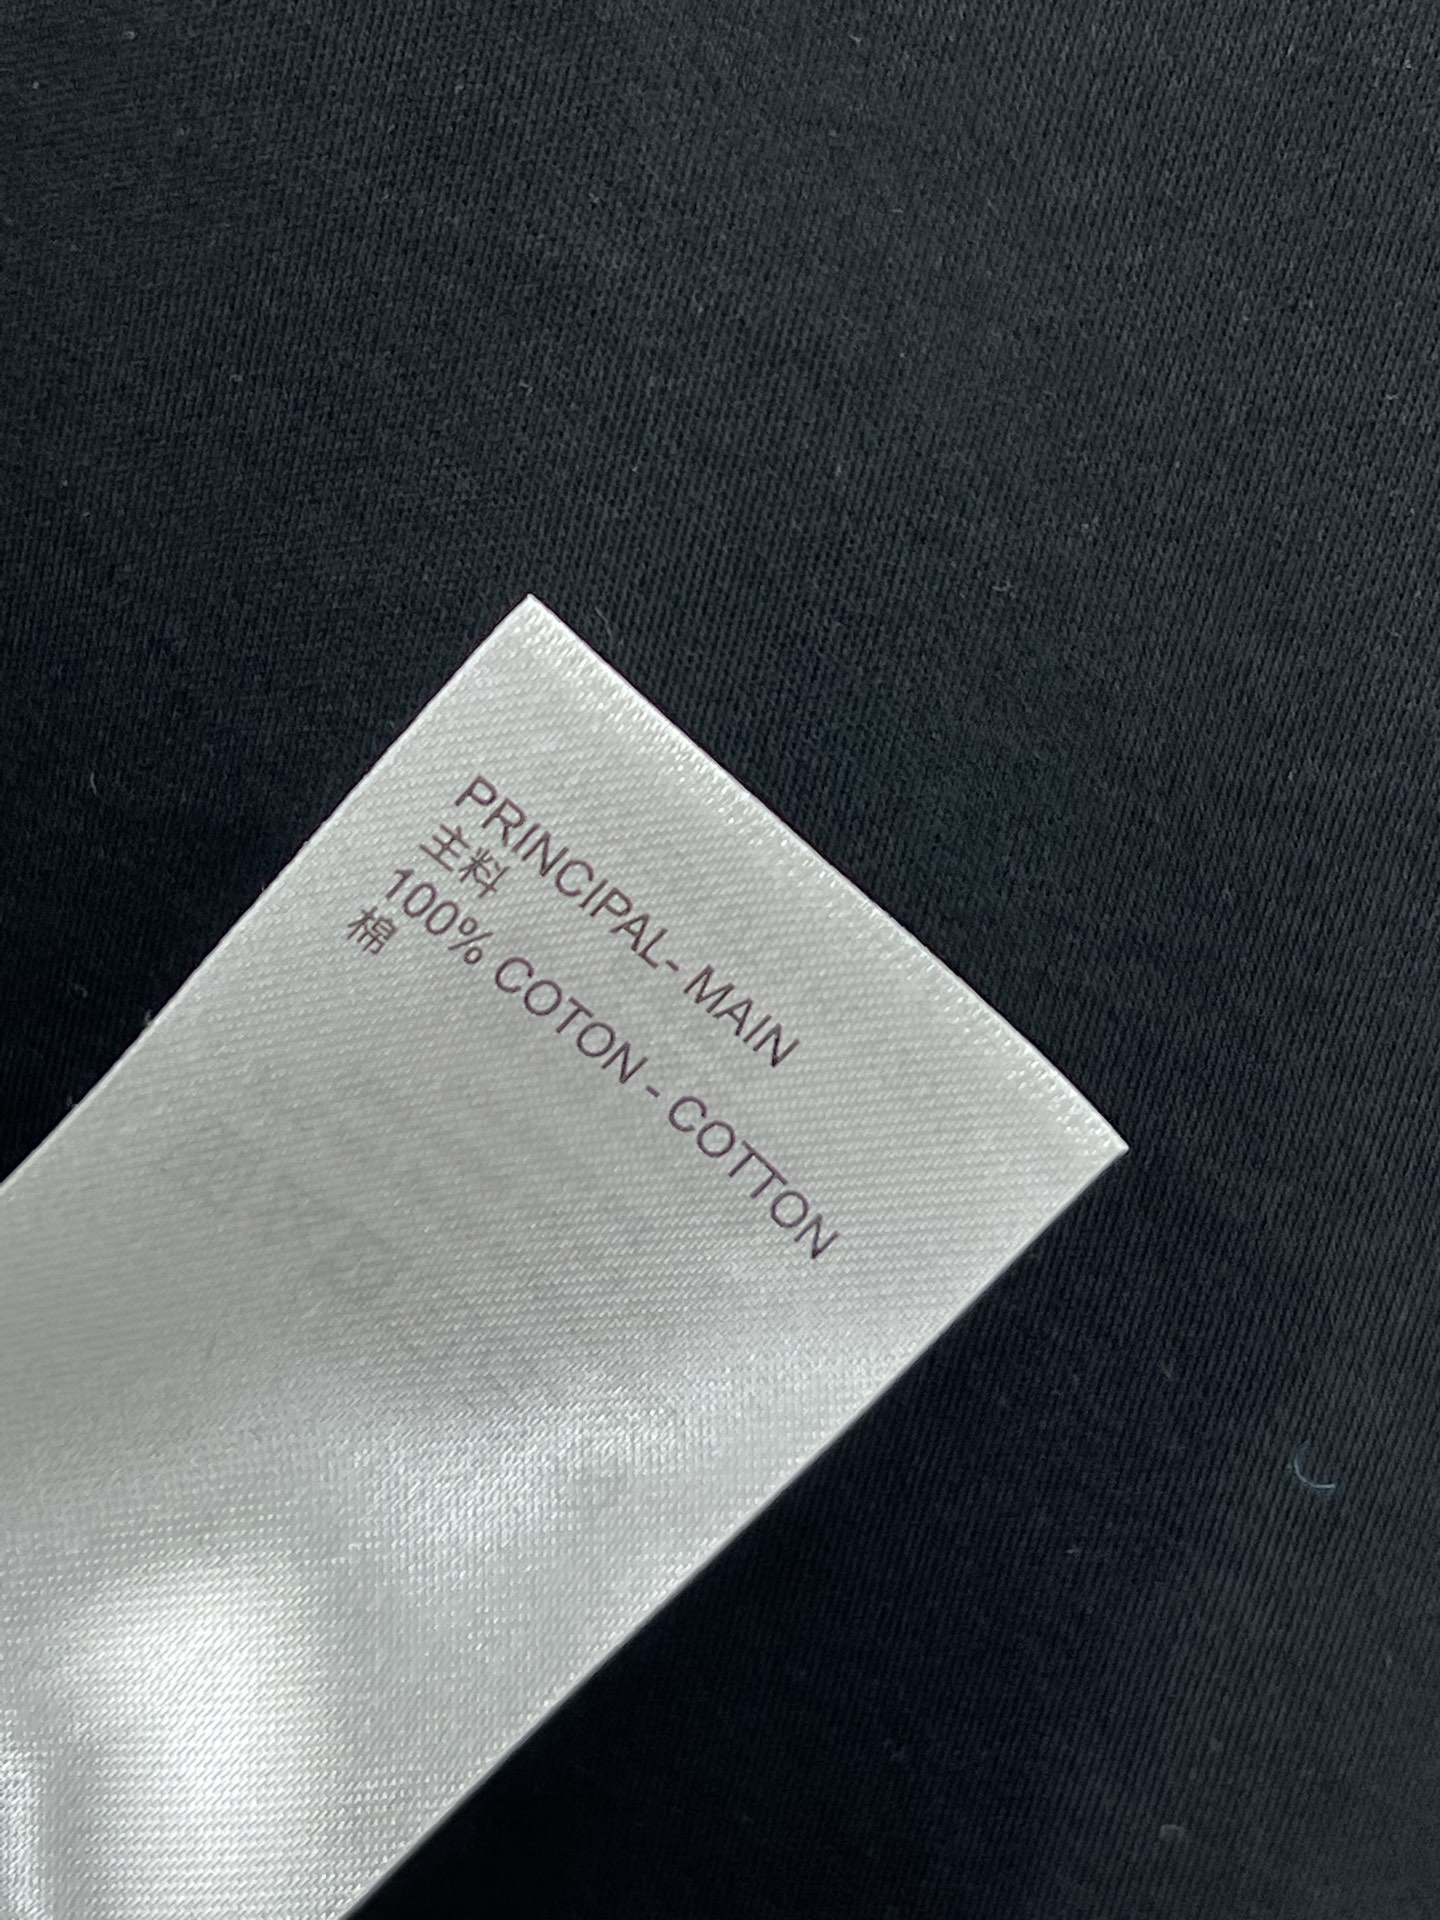 PRINCIPAL- MAIN
主料
100% COTON - COTTON
棉